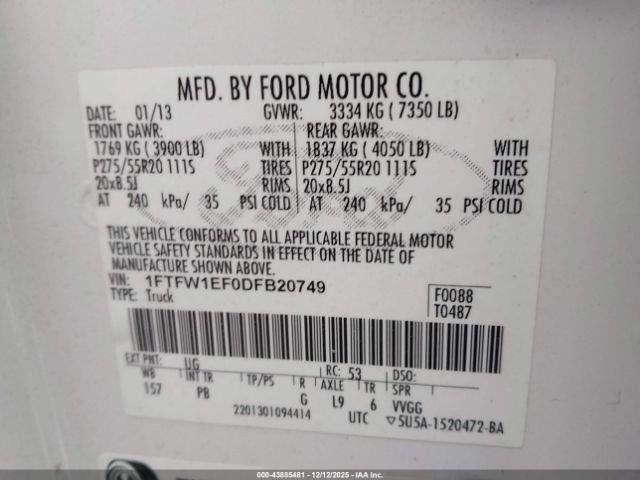 MFD. BY FORD MOTOR CO.
DATE: 01/13 GVWR: 3334 KG ( 7350 LB)
FRONT GAWR: REAR GAWR:
1769 KG ( 3900 LB) WITH 1837 KG ( 4050 LB) WITH
P275/55R20 111S TIRES P275/55R20 111S TIRES
20x8.5J RIMS 20x8.5J RIMS
AT 240 kPa/ 35 PSI COLD AT 240 kPa/ 35 PSI COLD
THIS VEHICLE CONFORMS TO ALL APPLICABLE FEDERAL MOTOR
VEHICLE SAFETY STANDARDS IN EFFECT ON THE DATE OF
MANUFACTURE SHOWN ABOVE.
VIN: 1FTFW1EF0DFB20749
TYPE: Truck
F0088
T0487
EXT PNT: UG RC: 53 DSO:
WB INT TR TP/PS R AXLE TR SPR
157 PB G L9 6 VVGG
2201301094414 UTC ▽5U5A-1520472-BA
000-43885481 - 12/12/2025 - IAA Inc.